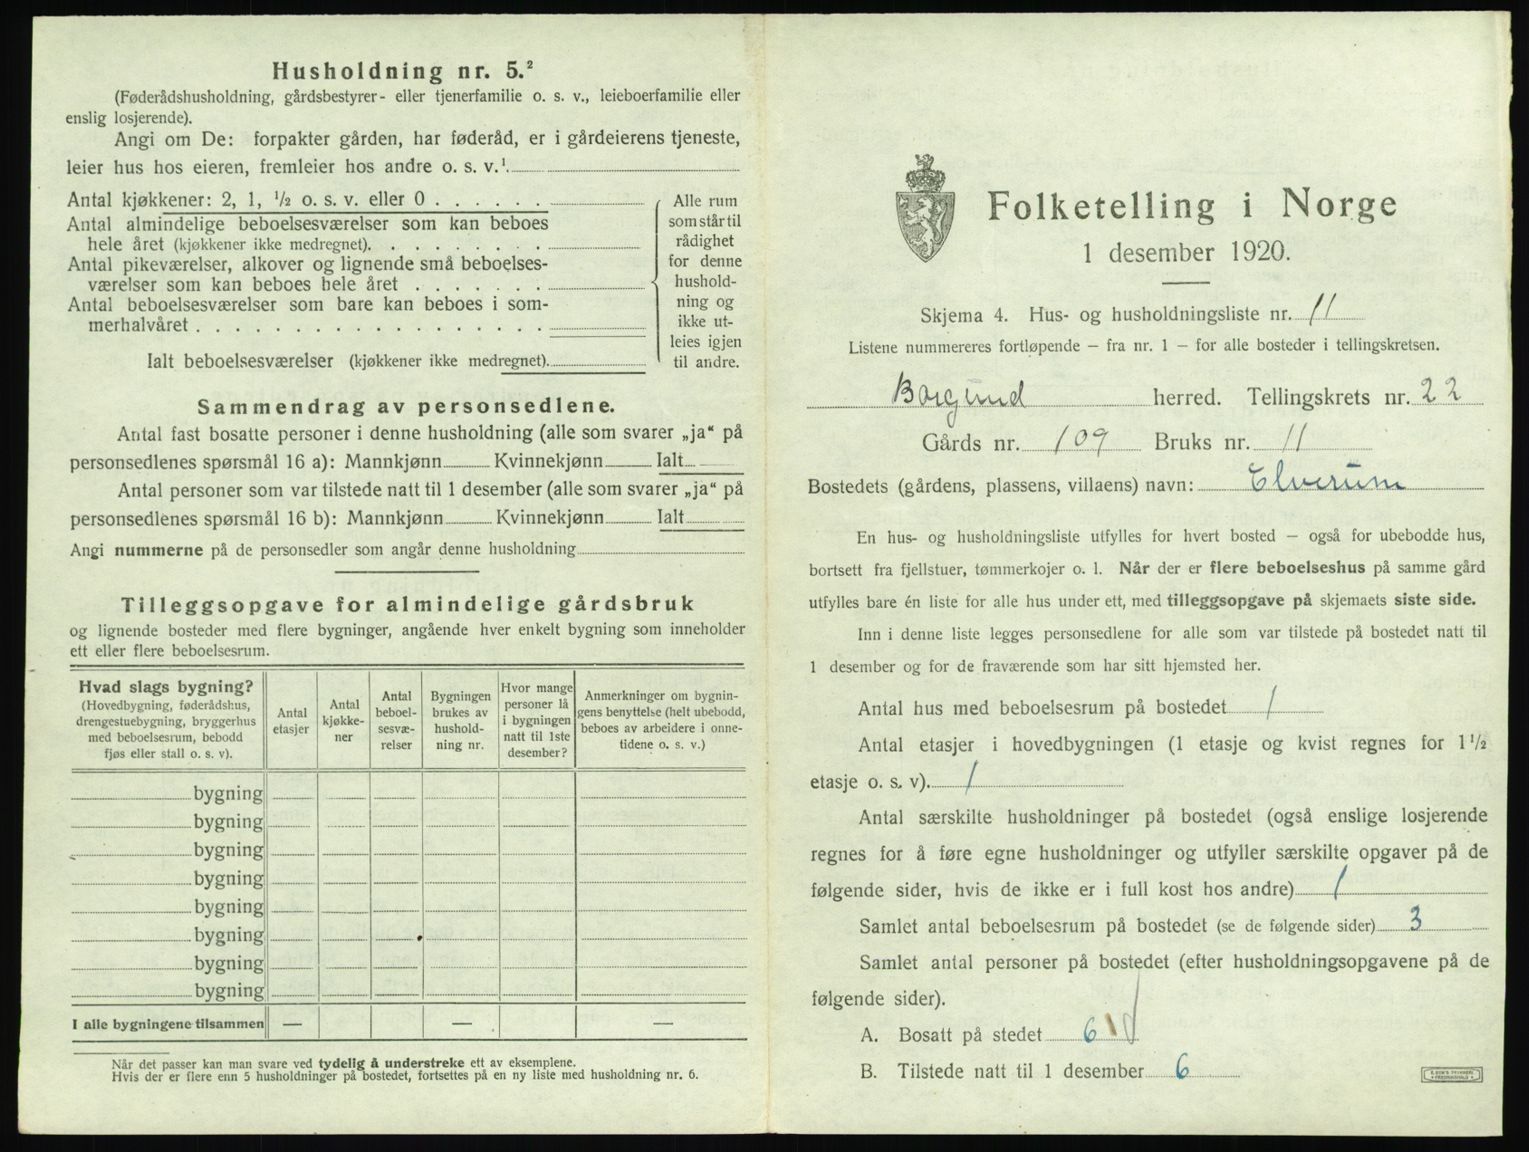 Husholdning nr. 5.²
(Føderådshusholdning, gårdsbestyrer- eller tjenerfamilie o. s. v., leieboerfamilie eller
enslig losjerende).
Angi om De: forpakter gården, har føderåd, er i gårdeierens tjeneste,
leier hus hos eieren, fremleier hos andre o. s. v.¹
Antal kjøkkener: 2, 1, ½ o. s. v. eller 0 . . . . . .
Antal almindelige beboelsesværelser som kan beboes
hele året (kjøkkener ikke medregnet). . . . . . . . .
Antal pikeværelser, alkover og lignende små beboelses-
værelser som kan beboes hele året . . . . . . .
Antal beboelsesværelser som bare kan beboes i som-
merhalvåret . . . . . . . . . . . . . . . . . .
Ialt beboelsesværelser (kjøkkener ikke medregnet).
Alle rum
som står til
rådighet
for denne
hushold-
ning og
ikke ut-
leies igjen
til andre.
Sammendrag av personsedlene.
Antal fast bosatte personer i denne husholdning (alle som svarer „ja“ på
personsedlenes spørsmål 16 a): Mannkjønn Kvinnekjønn Ialt
Antal personer som var tilstede natt til 1 desember (alle som svarer „ja“ på
personsedlenes spørsmål 16 b): Mannkjønn Kvinnekjønn Ialt
Angi nummerne på de personsedler som angår denne husholdning
Tilleggsopgave for almindelige gårdsbruk
og lignende bosteder med flere bygninger, angående hver enkelt bygning som inneholder
ett eller flere beboelsesrum.
Hvad slags bygning?
(Hovedbygning, føderådshus,
drengestuebygning, bryggerhus
med beboelsesrum, bebodd
fjøs eller stall o. s. v).
Antal
etasjer
Antal
kjøkke-
ner
Antal
beboel-
sesvæ-
relser
Bygningen
brukes av
hushold-
ning nr.
Hvor mange
personer lå
i bygningen
natt til 1ste
desember?
Anmerkninger om bygnin-
gens benyttelse (helt ubebodd,
beboes av arbeidere i onne-
tidene o. s. v.)
bygning
bygning
bygning
bygning
bygning
bygning
bygning
bygning
I alle bygningene tilsammen — — —
Når det passer kan man svare ved tydelig å understreke ett av eksemplene.
Hvis der er flere enn 5 husholdninger på bostedet, fortsettes på en ny liste med husholdning nr. 6.
Folketelling i Norge
1 desember 1920.
Skjema 4. Hus- og husholdningsliste nr. 11
Listene nummereres fortløpende — fra nr. 1 — for alle bosteder i tellingskretsen.
Borgund herred. Tellingskrets nr. 22
Gårds nr. 109 Bruks nr. 11
Bostedets (gårdens, plassens, villaens) navn: Elverum
En hus- og husholdningsliste utfylles for hvert bosted — også for ubebodde hus,
bortsett fra fjellstuer, tømmerkojer o. l. Når der er flere beboelseshus på samme gård
utfylles bare én liste for alle hus under ett, med tilleggsopgave på skjemaets siste side.
Inn i denne liste legges personsedlene for alle som var tilstede på bostedet natt til
1 desember og for de fraværende som har sitt hjemsted her.
Antal hus med beboelsesrum på bostedet 1
Antal etasjer i hovedbygningen (1 etasje og kvist regnes for 1½
etasje o. s. v). 1
Antal særskilte husholdninger på bostedet (også enslige losjerende
regnes for å føre egne husholdninger og utfyller særskilte opgaver på de
følgende sider, hvis de ikke er i full kost hos andre) 1
Samlet antal beboelsesrum på bostedet (se de følgende sider) 3
Samlet antal personer på bostedet (efter husholdningsopgavene på de
følgende sider).
A. Bosatt på stedet 6
B. Tilstede natt til 1 desember 6